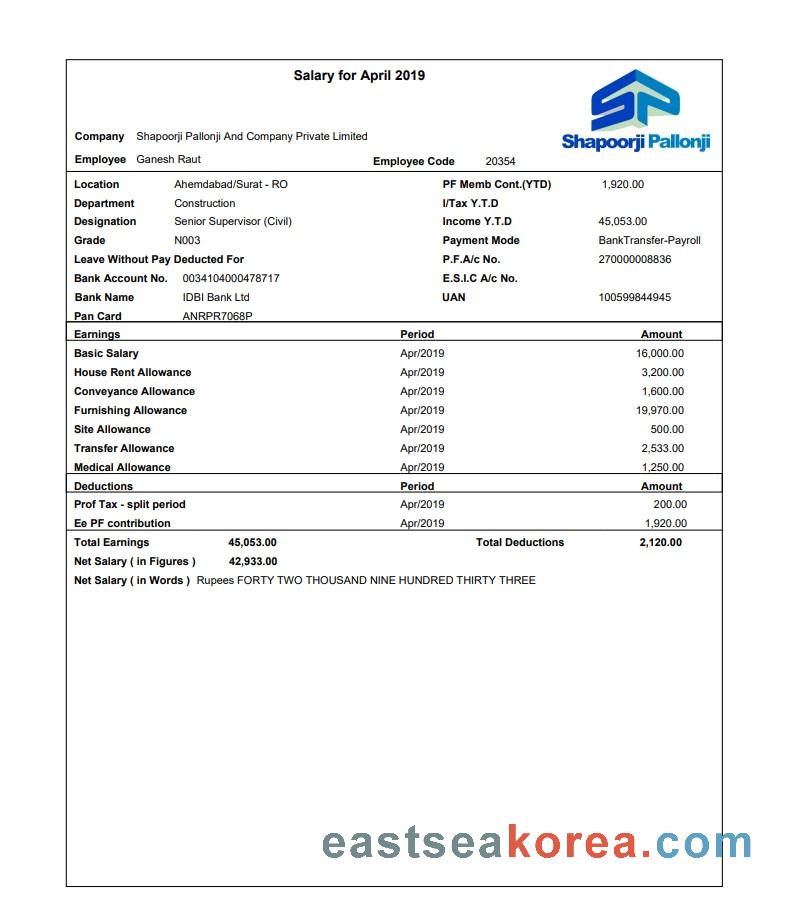 Salary for April 2019
SP
Shapoorji Pallonji
Company Shapoorji Pallonji And Company Private Limited
Employee Ganesh Raut Employee Code 20354
Location Ahemdabad/Surat - RO PF Memb Cont.(YTD) 1,920.00
Department Construction I/Tax Y.T.D
Designation Senior Supervisor (Civil) Income Y.T.D 45,053.00
Grade N003 Payment Mode BankTransfer-Payroll
Leave Without Pay Deducted For P.F.A/c No. 270000008836
Bank Account No. 0034104000478717 E.S.I.C A/c No.
Bank Name IDBI Bank Ltd UAN 100599844945
Pan Card ANRPR7068P
Earnings Period Amount
Basic Salary Apr/2019 16,000.00
House Rent Allowance Apr/2019 3,200.00
Conveyance Allowance Apr/2019 1,600.00
Furnishing Allowance Apr/2019 19,970.00
Site Allowance Apr/2019 500.00
Transfer Allowance Apr/2019 2,533.00
Medical Allowance Apr/2019 1,250.00
Deductions Period Amount
Prof Tax - split period Apr/2019 200.00
Ee PF contribution Apr/2019 1,920.00
Total Earnings 45,053.00 Total Deductions 2,120.00
Net Salary ( in Figures ) 42,933.00
Net Salary ( in Words ) Rupees FORTY TWO THOUSAND NINE HUNDRED THIRTY THREE
eastseakorea.com